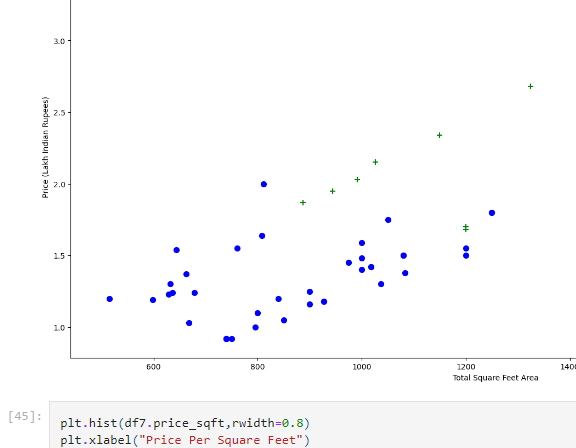 3.0
2.5
2.0
1.5
1.0
Price (Lakh Indian Rupees)
600 800 1000 1200 1400
Total Square Feet Area
[45]:
plt.hist(df7.price_sqft,rwidth=0.8)
plt.xlabel("Price Per Square Feet")